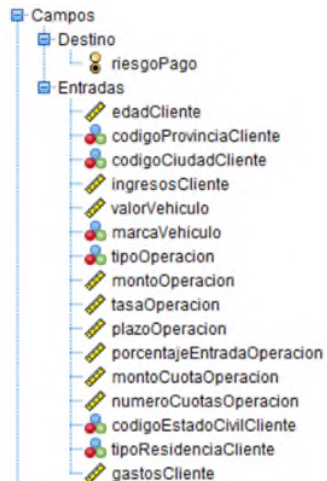 Campos
Destino
riesgoPago
Entradas
edadCliente
codigoProvinciaCliente
codigoCiudadCliente
ingresosCliente
valorVehiculo
marcaVehiculo
tipoOperacion
montoOperacion
tasaOperacion
plazoOperacion
porcentajeEntradaOperacion
montoCuotaOperacion
numeroCuotasOperacion
codigoEstadoCivilCliente
tipoResidenciaCliente
gastosCliente